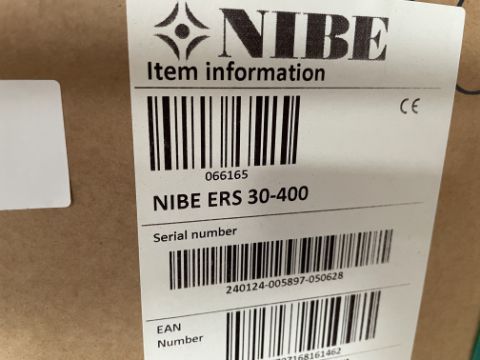 NIBE
Item information
CE
066165
NIBE ERS 30-400
Serial number
240124-005897-050628
EAN
Number